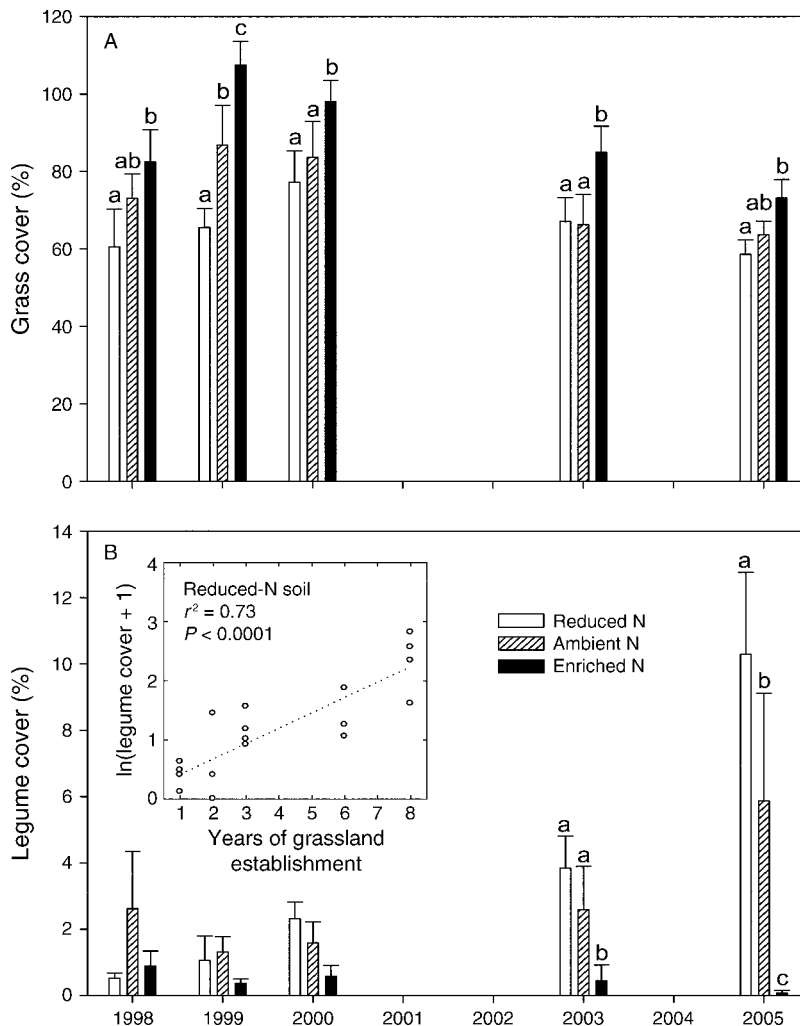 A
120
100
80
60
40
20
0
Grass cover (%)
a
ab
b
a
b
c
a
a
b
a
a
b
a
ab
b
B
14
12
10
8
6
4
2
0
Legume cover (%)
4
3
2
1
0
ln(legume cover + 1)
Reduced-N soil
r² = 0.73
P < 0.0001
1 2 3 4 5 6 7 8
Years of grassland
establishment
Reduced N
Ambient N
Enriched N
a
a
b
a
b
c
1998 1999 2000 2001 2002 2003 2004 2005